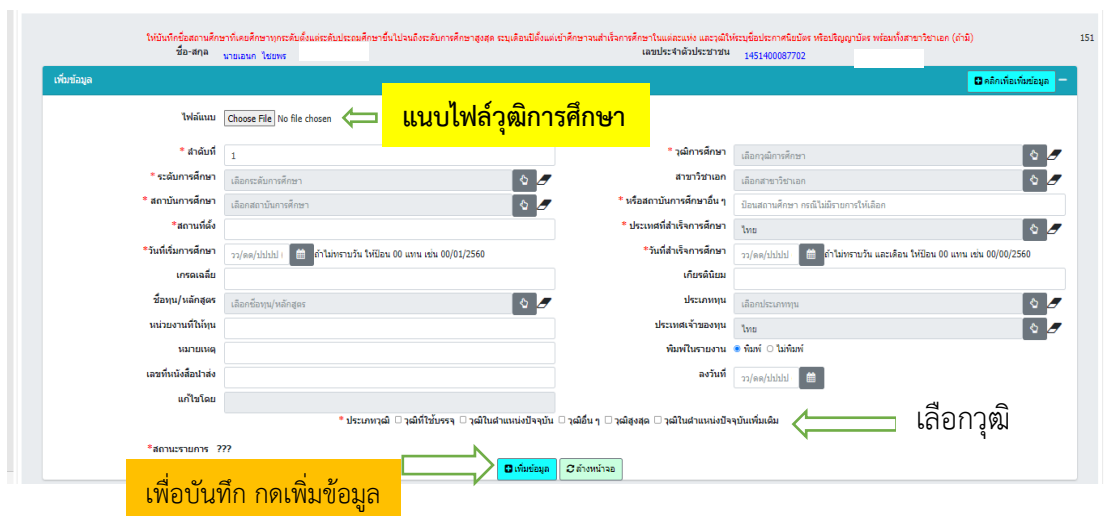 ให้บันทึกชื่อสถานศึกษาที่เคยศึกษาทุกระดับตั้งแต่ระดับประถมศึกษาขึ้นไปจนถึงระดับการศึกษาสูงสุด ระบุเดือนปีตั้งแต่เข้าศึกษาจนสำเร็จการศึกษาในแต่ละแห่ง และวุฒิให้ระบุชื่อประกาศนียบัตร หรือปริญญาบัตร พร้อมทั้งสาขาวิชาเอก (ถ้ามี) 151
ชื่อ-สกุล นายเอนก ไชยพร เลขประจำตัวประชาชน 1451400087702
เพิ่มข้อมูล คลิกเพื่อเพิ่มข้อมูล
ไฟล์แนบ Choose File No file chosen แนบไฟล์วุฒิการศึกษา
* ลำดับที่ 1 * วุฒิการศึกษา เลือกวุฒิการศึกษา
* ระดับการศึกษา เลือกระดับการศึกษา สาขาวิชาเอก เลือกสาขาวิชาเอก
* สถาบันการศึกษา เลือกสถาบันการศึกษา * หรือสถาบันการศึกษาอื่น ๆ ป้อนสถานศึกษา กรณีไม่มีรายการให้เลือก
*สถานที่ตั้ง * ประเทศที่สำเร็จการศึกษา ไทย
*วันที่เริ่มการศึกษา วว/ดด/ปปปป ถ้าไม่ทราบวัน ให้ป้อน 00 แทน เช่น 00/01/2560 *วันที่สำเร็จการศึกษา วว/ดด/ปปปป ถ้าไม่ทราบวัน และเดือน ให้ป้อน 00 แทน เช่น 00/00/2560
เกรดเฉลี่ย เกียรตินิยม
ชื่อทุน/หลักสูตร เลือกชื่อทุน/หลักสูตร ประเภททุน เลือกประเภททุน
หน่วยงานที่ให้ทุน ประเทศเจ้าของทุน ไทย
หมายเหตุ พิมพ์ในรายงาน พิมพ์ ไม่พิมพ์
เลขที่หนังสือนำส่ง ลงวันที่ วว/ดด/ปปปป
แก้ไขโดย
* ประเภทวุฒิ วุฒิที่ใช้บรรจุ วุฒิในตำแหน่งปัจจุบัน วุฒิอื่น ๆ วุฒิสูงสุด วุฒิในตำแหน่งปัจจุบันเพิ่มเติม เลือกวุฒิ
*สถานะรายการ ???
เพิ่มข้อมูล ล้างหน้าจอ
เพื่อบันทึก กดเพิ่มข้อมูล